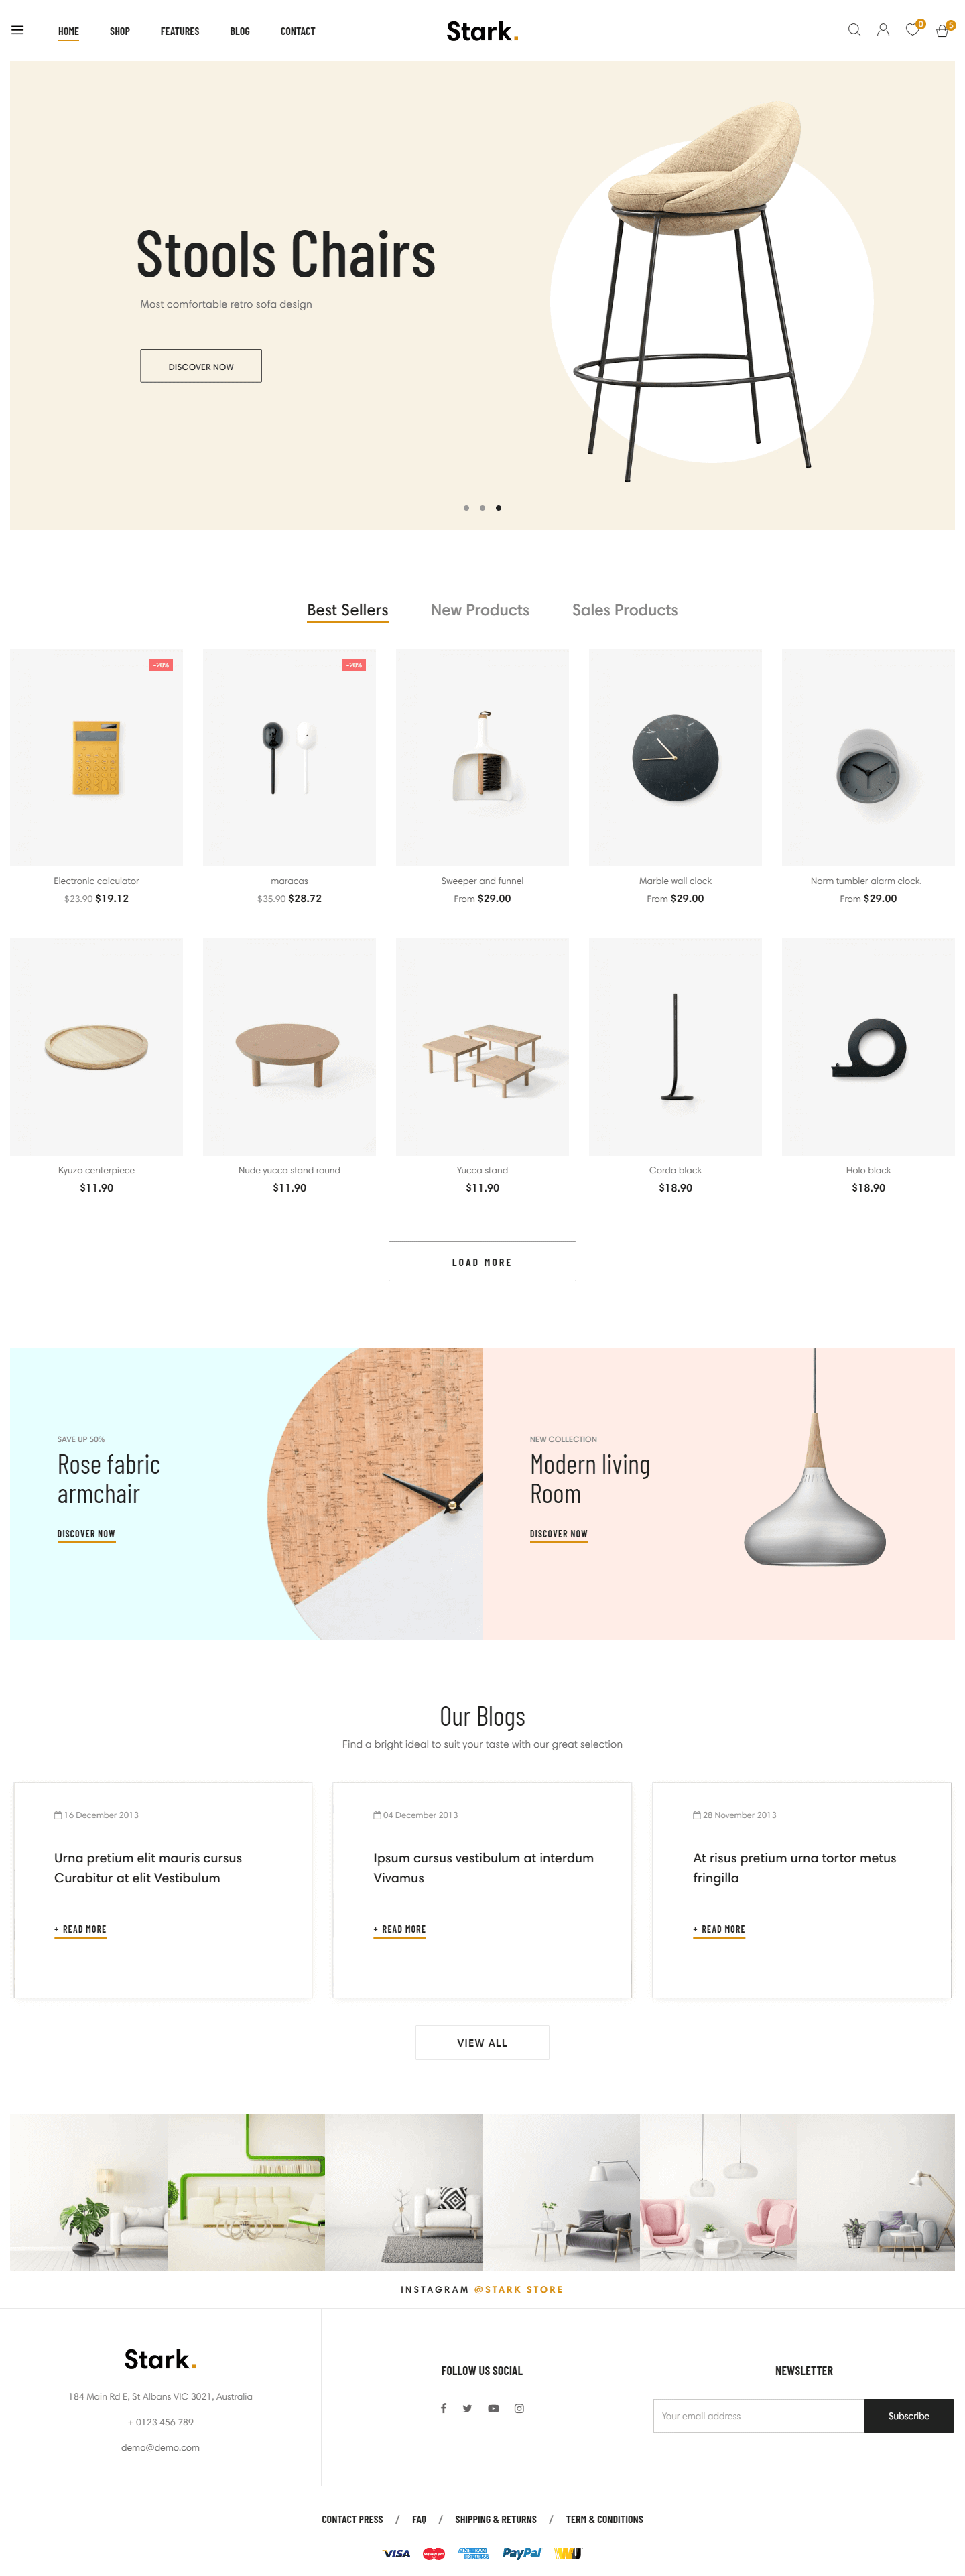 HOME SHOP FEATURES BLOG CONTACT
Stark.
0
5
Stools Chairs
Most comfortable retro sofa design
DISCOVER NOW
Best Sellers New Products Sales Products
-20%
-20%
Electronic calculator
$23.90 $19.12
maracas
$35.90 $28.72
Sweeper and funnel
From $29.00
Marble wall clock
From $29.00
Norm tumbler alarm clock.
From $29.00
Kyuzo centerpiece
$11.90
Nude yucca stand round
$11.90
Yucca stand
$11.90
Corda black
$18.90
Holo black
$18.90
LOAD MORE
SAVE UP 50%
Rose fabric
armchair
DISCOVER NOW
NEW COLLECTION
Modern living
Room
DISCOVER NOW
Our Blogs
Find a bright ideal to suit your taste with our great selection
16 December 2013
Urna pretium elit mauris cursus
Curabitur at elit Vestibulum
+ READ MORE
04 December 2013
Ipsum cursus vestibulum at interdum
Vivamus
+ READ MORE
28 November 2013
At risus pretium urna tortor metus
fringilla
+ READ MORE
VIEW ALL
INSTAGRAM @STARK STORE
Stark.
184 Main Rd E, St Albans VIC 3021, Australia
+ 0123 456 789
demo@demo.com
FOLLOW US SOCIAL
NEWSLETTER
Your email address
Subscribe
CONTACT PRESS / FAQ / SHIPPING & RETURNS / TERM & CONDITIONS
VISA MasterCard AMERICAN EXPRESS PayPal WU